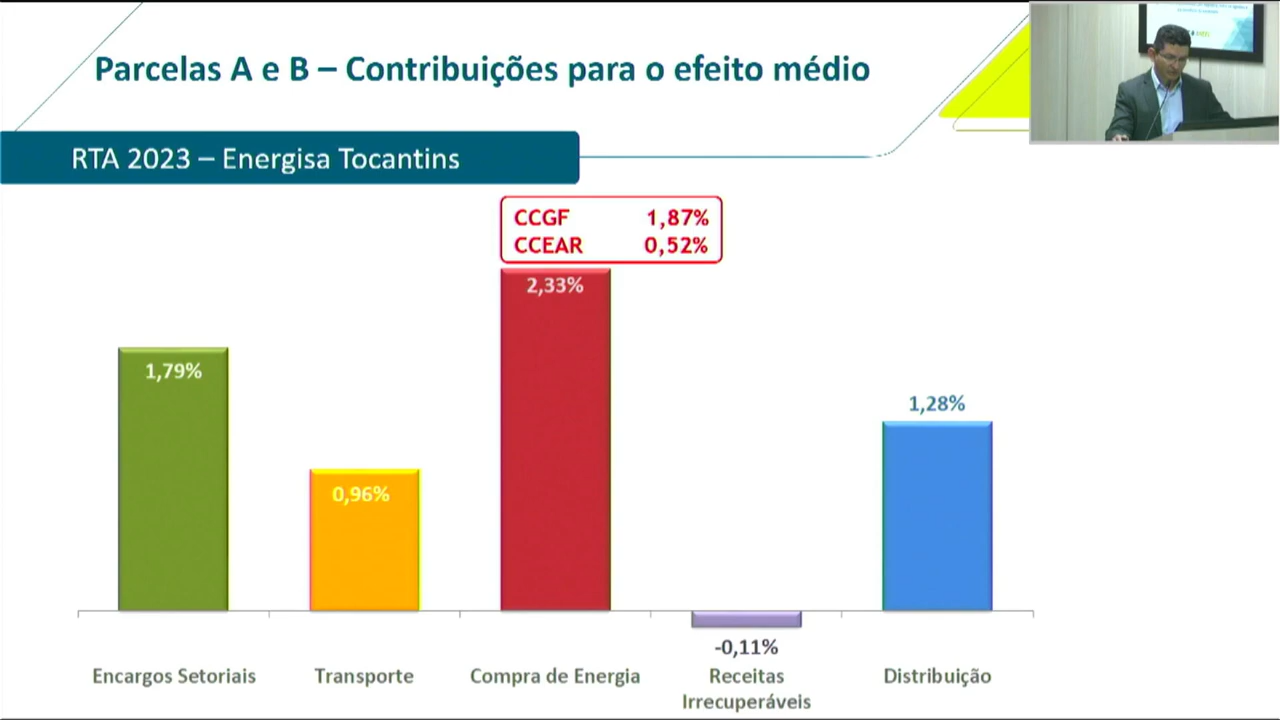 Parcelas A e B – Contribuições para o efeito médio
RTA 2023 – Energisa Tocantins
CCGF 1,87%
CCEAR 0,52%
2,33%
1,79%
1,28%
0,96%
-0,11%
Encargos Setoriais
Transporte
Compra de Energia
Receitas
Irrecuperáveis
Distribuição